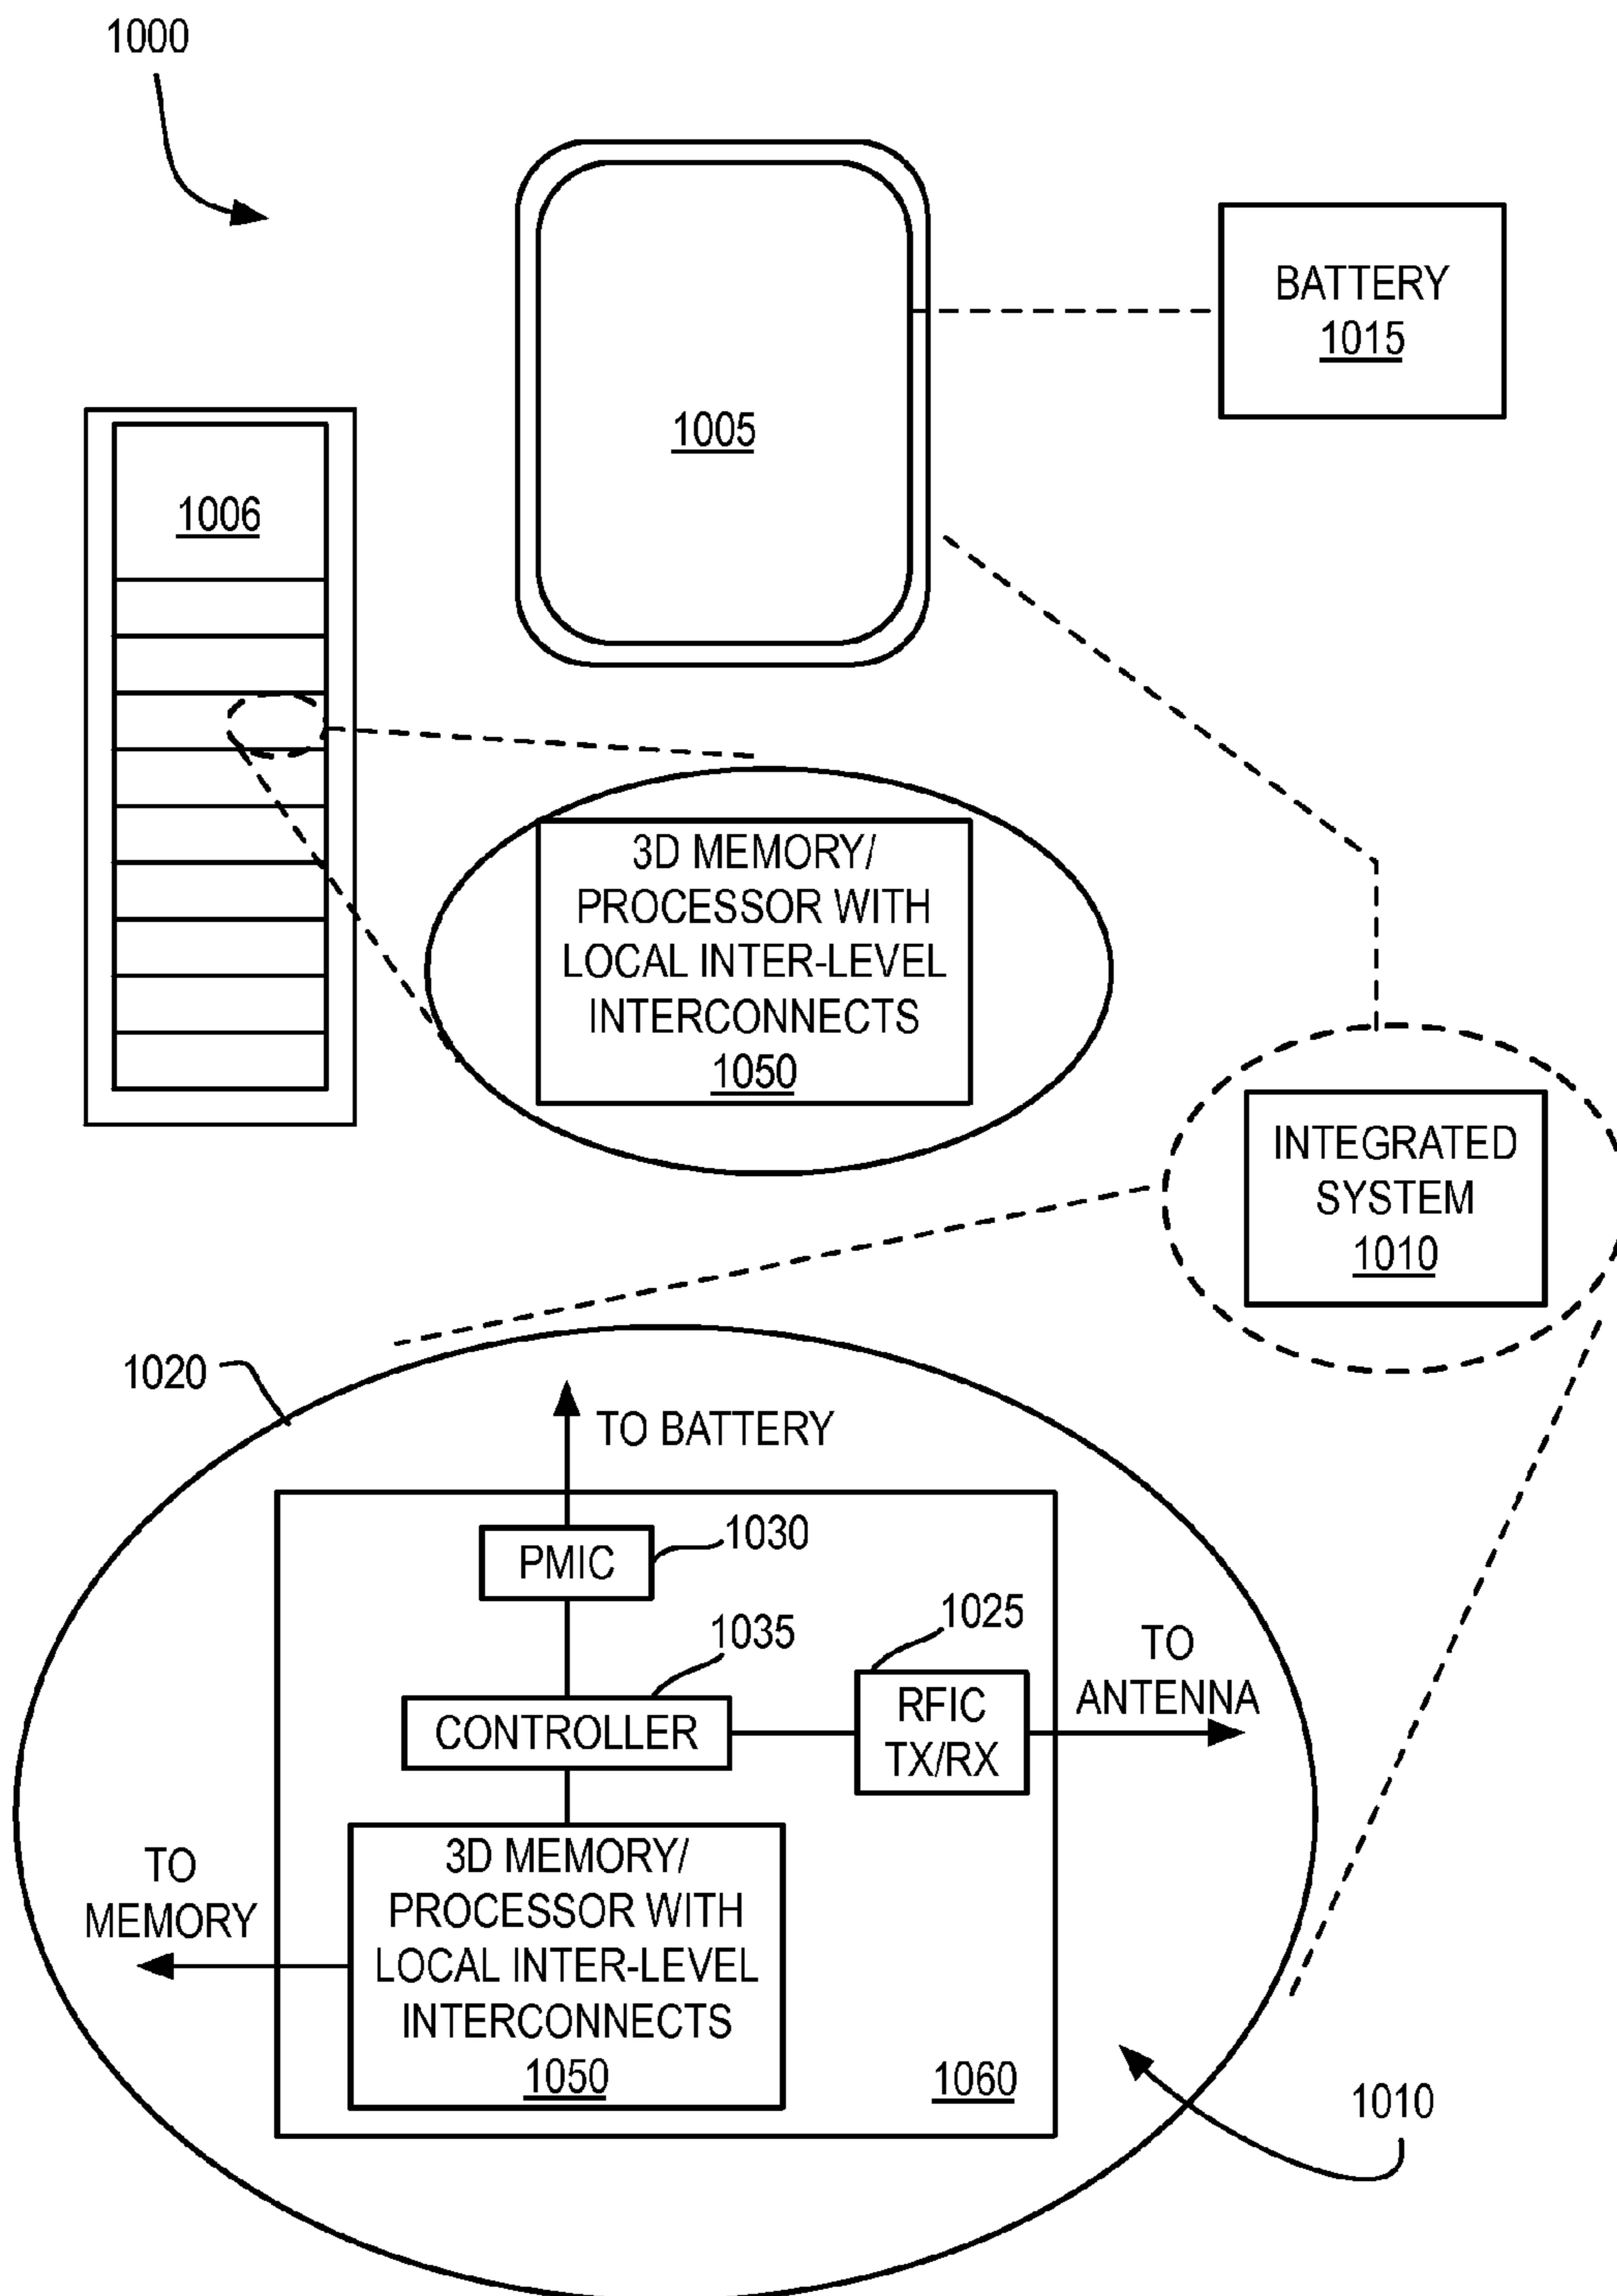 1000
BATTERY
1015
1005
1006
3D MEMORY/
PROCESSOR WITH
LOCAL INTER-LEVEL
INTERCONNECTS
1050
INTEGRATED
SYSTEM
1010
1020
TO BATTERY
PMIC
1030
1035
1025
CONTROLLER
RFIC
TX/RX
TO
ANTENNA
TO
MEMORY
3D MEMORY/
PROCESSOR WITH
LOCAL INTER-LEVEL
INTERCONNECTS
1050
1060
1010